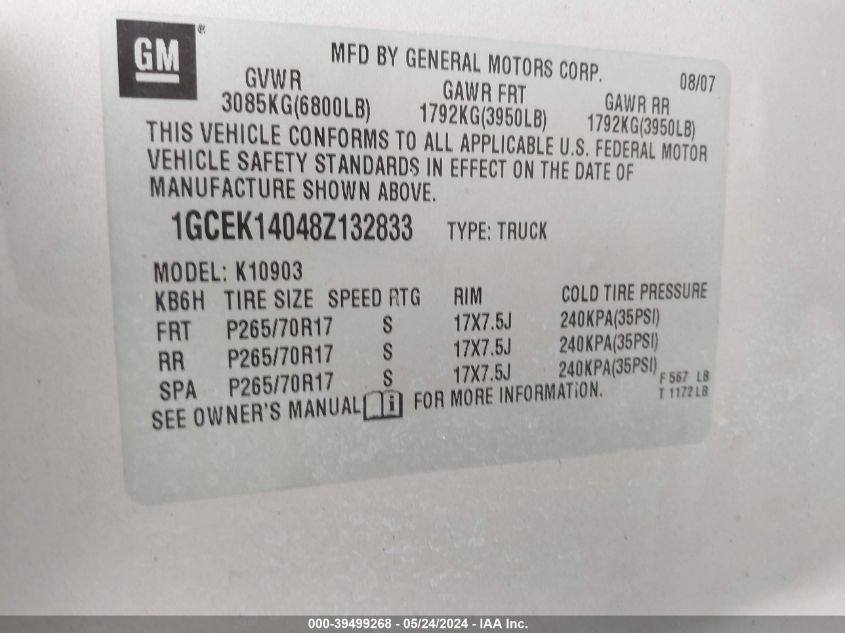 GM®
MFD BY GENERAL MOTORS CORP. 08/07
GVWR GAWR FRT GAWR RR
3085KG(6800LB) 1792KG(3950LB) 1792KG(3950LB)
THIS VEHICLE CONFORMS TO ALL APPLICABLE U.S. FEDERAL MOTOR
VEHICLE SAFETY STANDARDS IN EFFECT ON THE DATE OF
MANUFACTURE SHOWN ABOVE.
1GCEK14048Z132833 TYPE: TRUCK
MODEL: K10903
KB6H TIRE SIZE SPEED RTG RIM COLD TIRE PRESSURE
FRT P265/70R17 S 17X7.5J 240KPA(35PSI)
RR P265/70R17 S 17X7.5J 240KPA(35PSI)
SPA P265/70R17 S 17X7.5J 240KPA(35PSI) F 567 LB
SEE OWNER'S MANUAL i FOR MORE INFORMATION. T 1172 LB
000-39499268 - 05/24/2024 - IAA Inc.